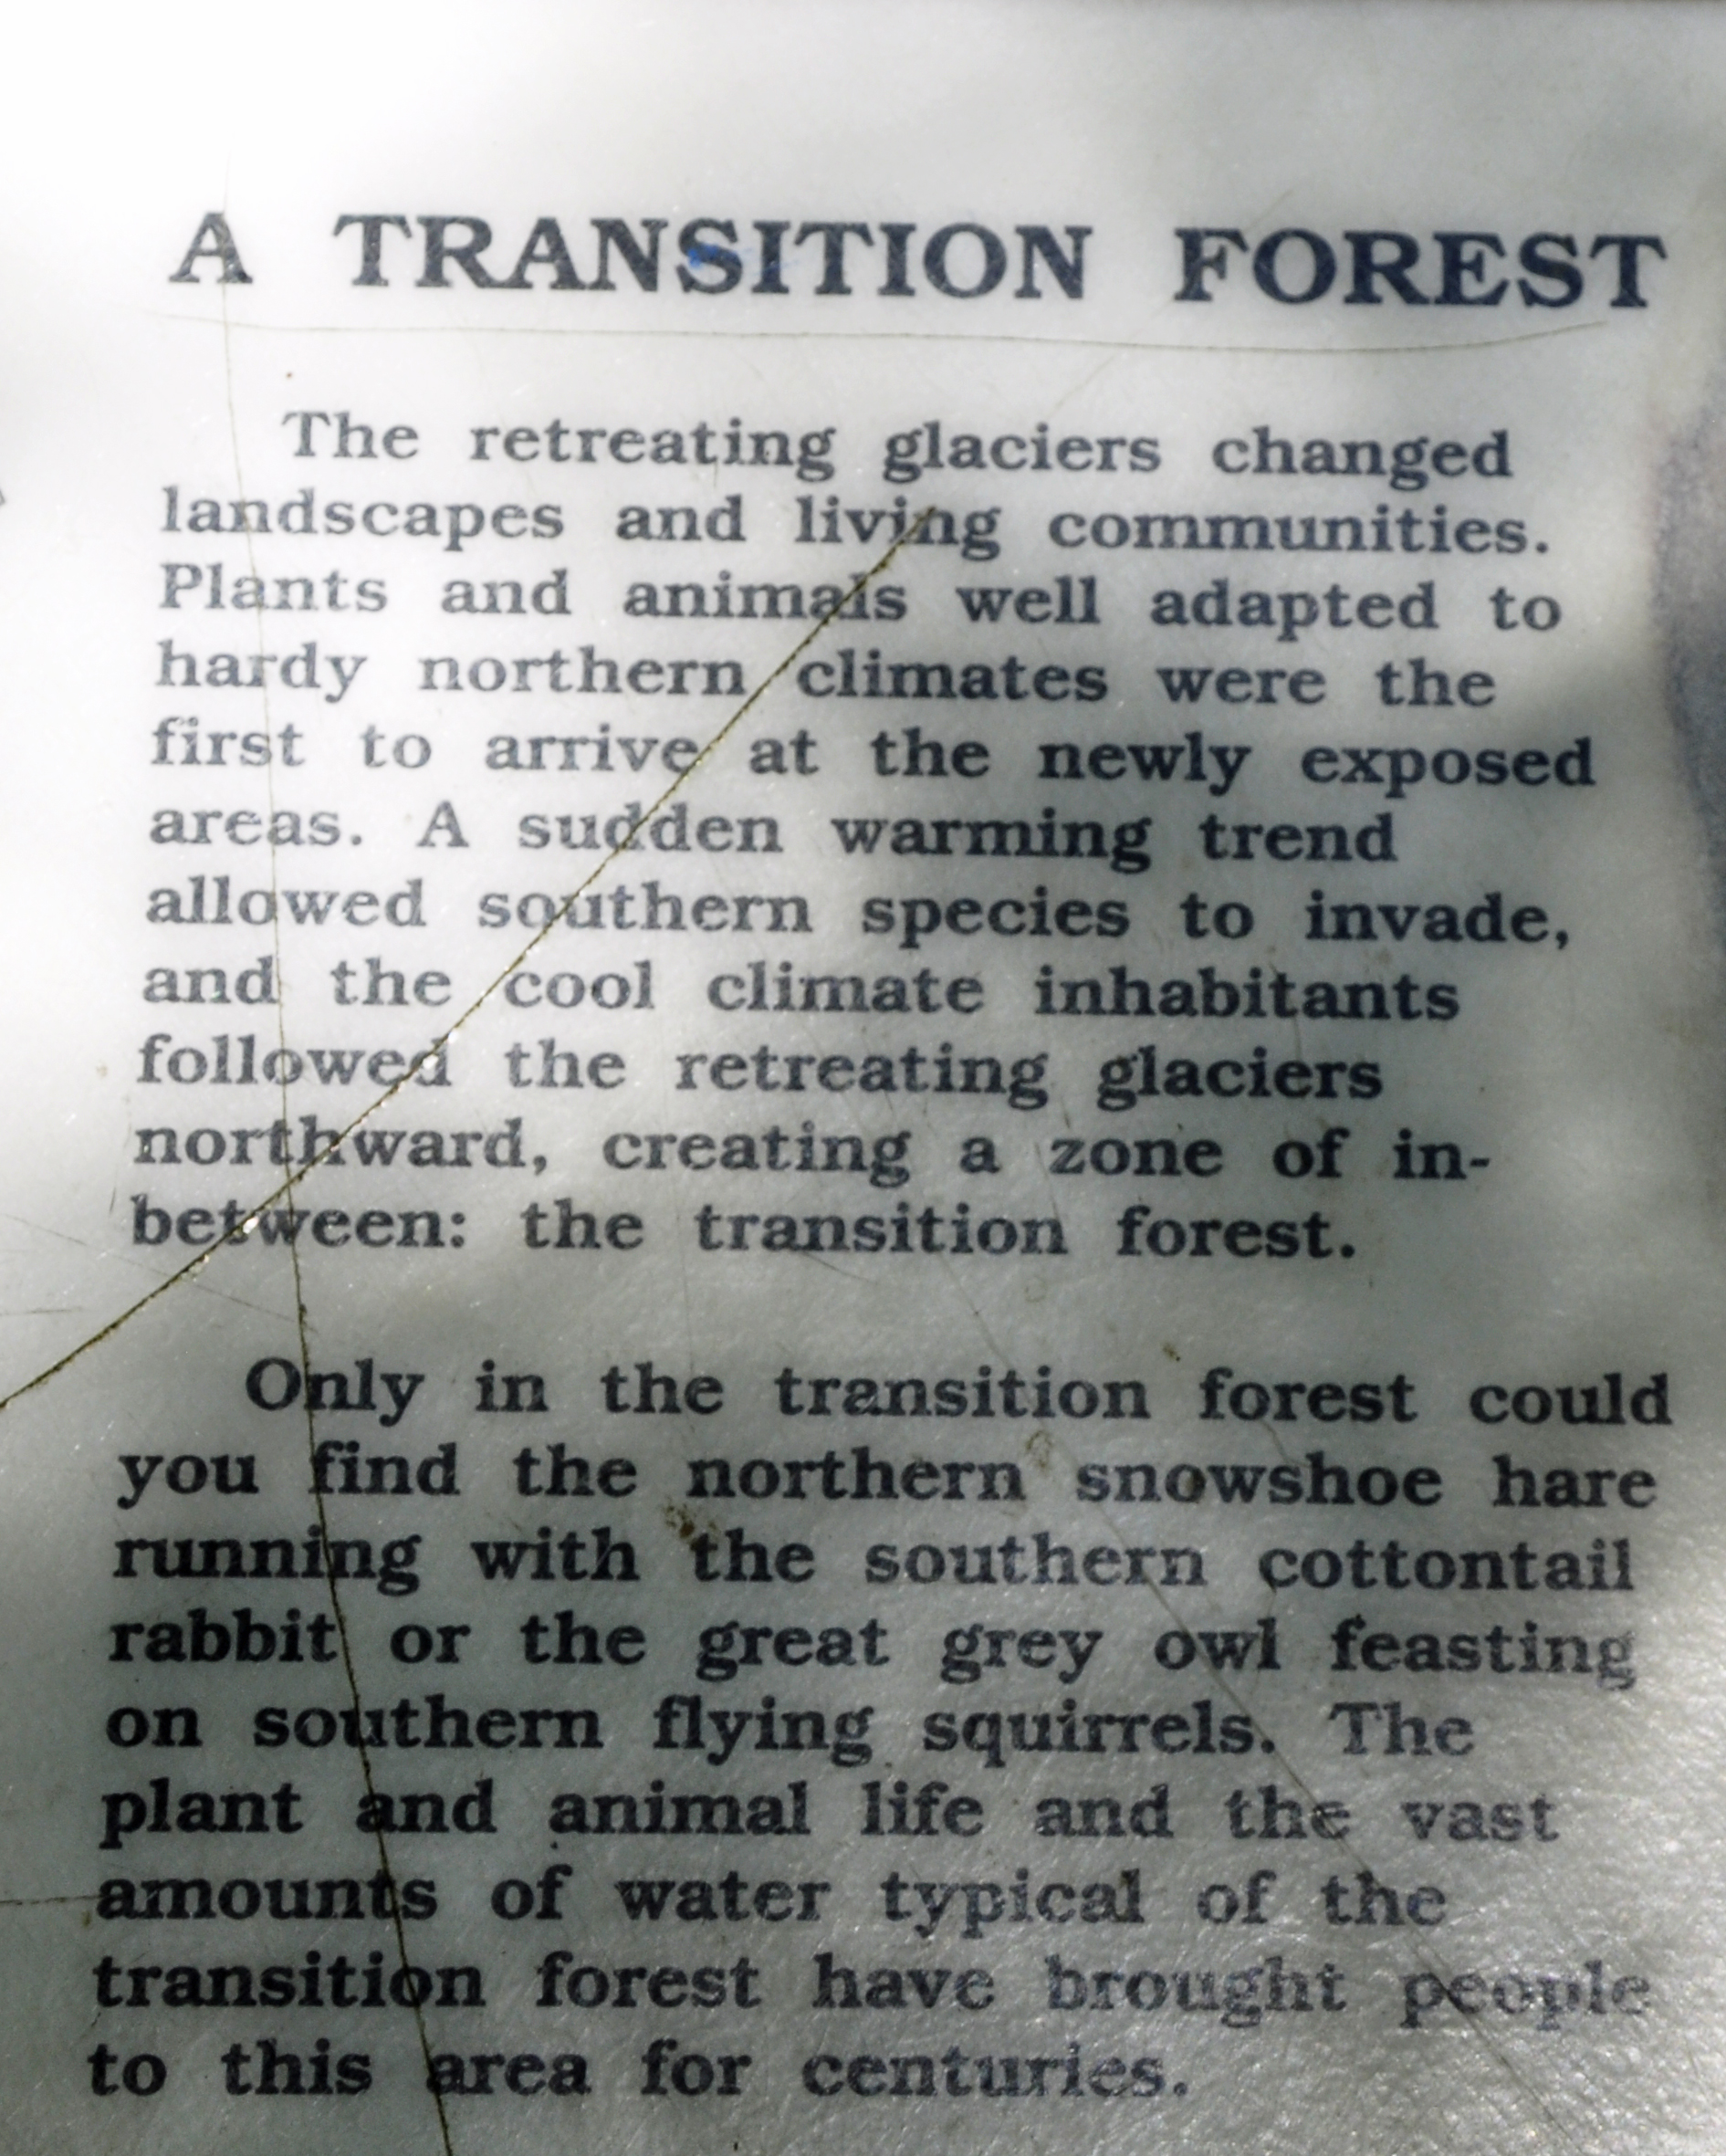 A TRANSITION FOREST
The retreating glaciers changed
landscapes and living communities.
Plants and animals well adapted to
hardy northern climates were the
first to arrive at the newly exposed
areas. A sudden warming trend
allowed southern species to invade,
and the cool climate inhabitants
followed the retreating glaciers
northward, creating a zone of in-
between: the transition forest.
Only in the transition forest could
you find the northern snowshoe hare
running with the southern cottontail
rabbit or the great grey owl feasting
on southern flying squirrels. The
plant and animal life and the vast
amounts of water typical of the
transition forest have brought people
to this area for centuries.